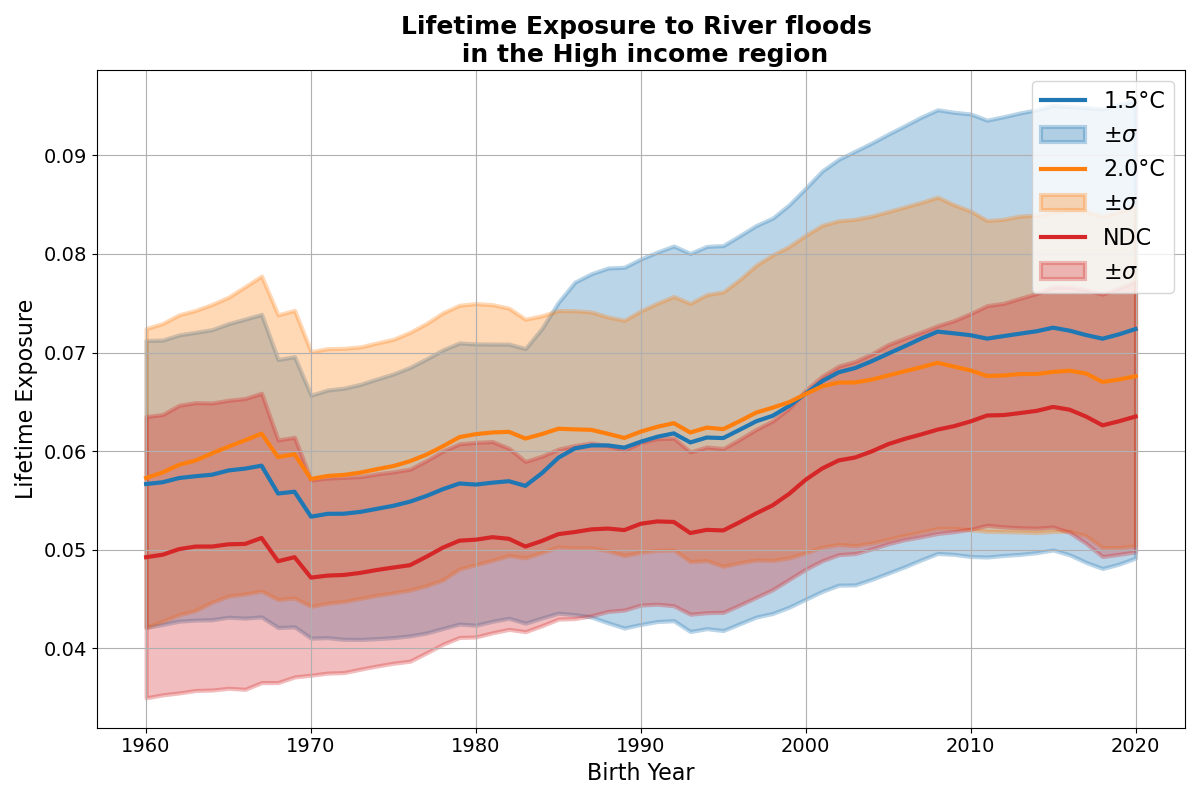 Lifetime Exposure to River floods
in the High income region
1.5°C
±σ
2.0°C
±σ
NDC
±σ
Lifetime Exposure
0.09
0.08
0.07
0.06
0.05
0.04
1960
1970
1980
1990
2000
2010
2020
Birth Year